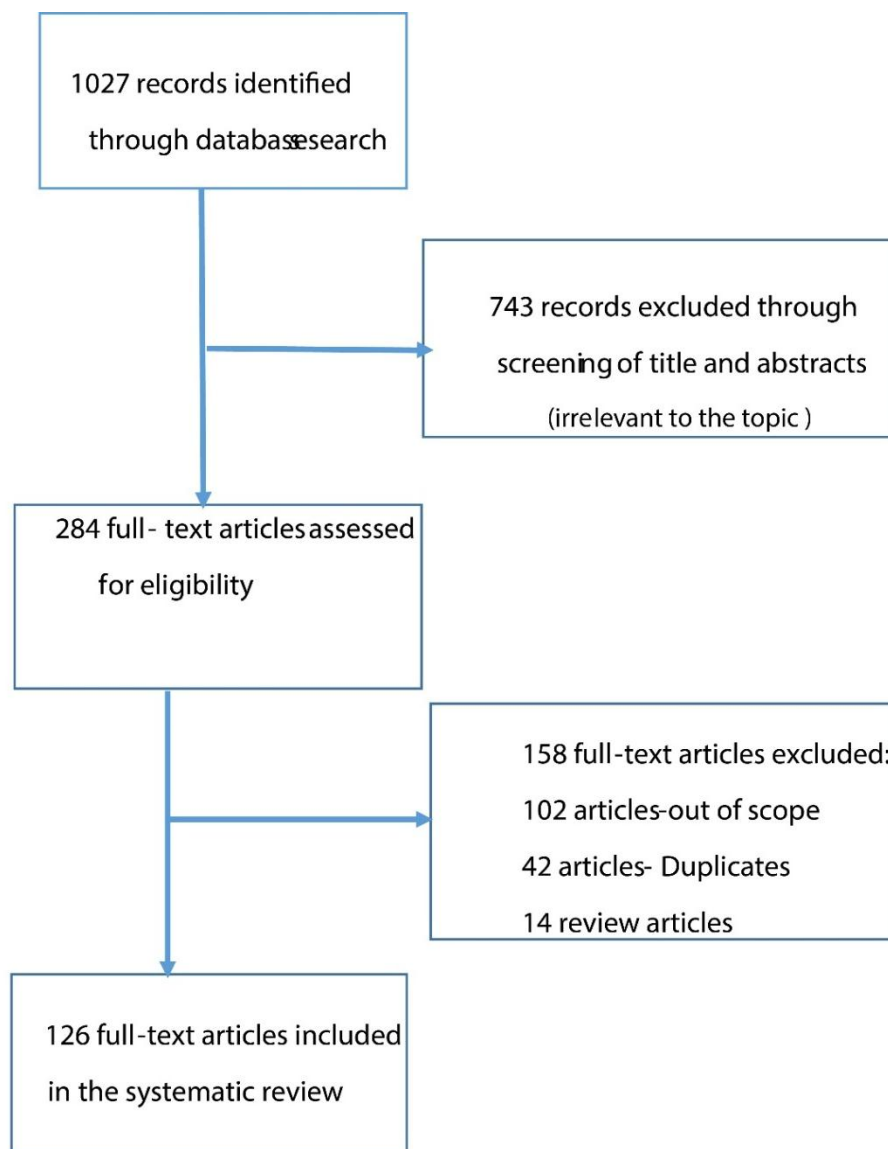 1027 records identified
through databasesesearch
743 records excluded through
screening of title and abstracts
(irrelevant to the topic )
284 full- text articles assessed
for eligibility
158 full-text articles excluded:
102 articles-out of scope
42 articles- Duplicates
14 review articles
126 full-text articles included
in the systematic review